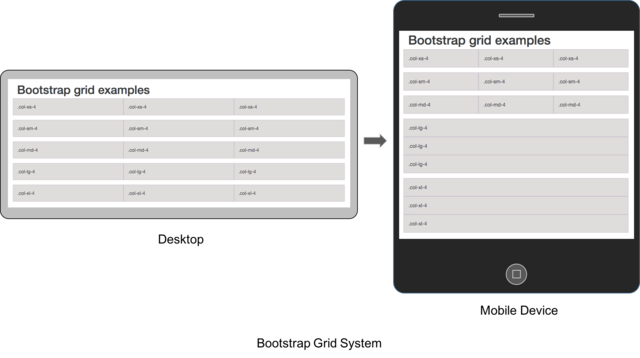 Bootstrap grid examples
.col-xs-4 .col-xs-4 .col-xs-4
.col-sm-4 .col-sm-4 .col-sm-4
.col-md-4 .col-md-4 .col-md-4
.col-lg-4 .col-lg-4 .col-lg-4
.col-xl-4 .col-xl-4 .col-xl-4
Desktop
Bootstrap grid examples
.col-xs-4 .col-xs-4 .col-xs-4
.col-sm-4 .col-sm-4 .col-sm-4
.col-md-4 .col-md-4 .col-md-4
.col-lg-4
.col-lg-4
.col-lg-4
.col-xl-4
.col-xl-4
.col-xl-4
Mobile Device
Bootstrap Grid System